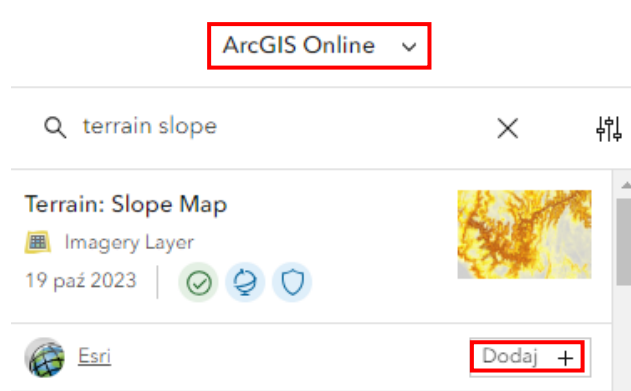 ArcGIS Online
terrain slope
Terrain: Slope Map
Imagery Layer
19 paź 2023
Esri
Dodaj +